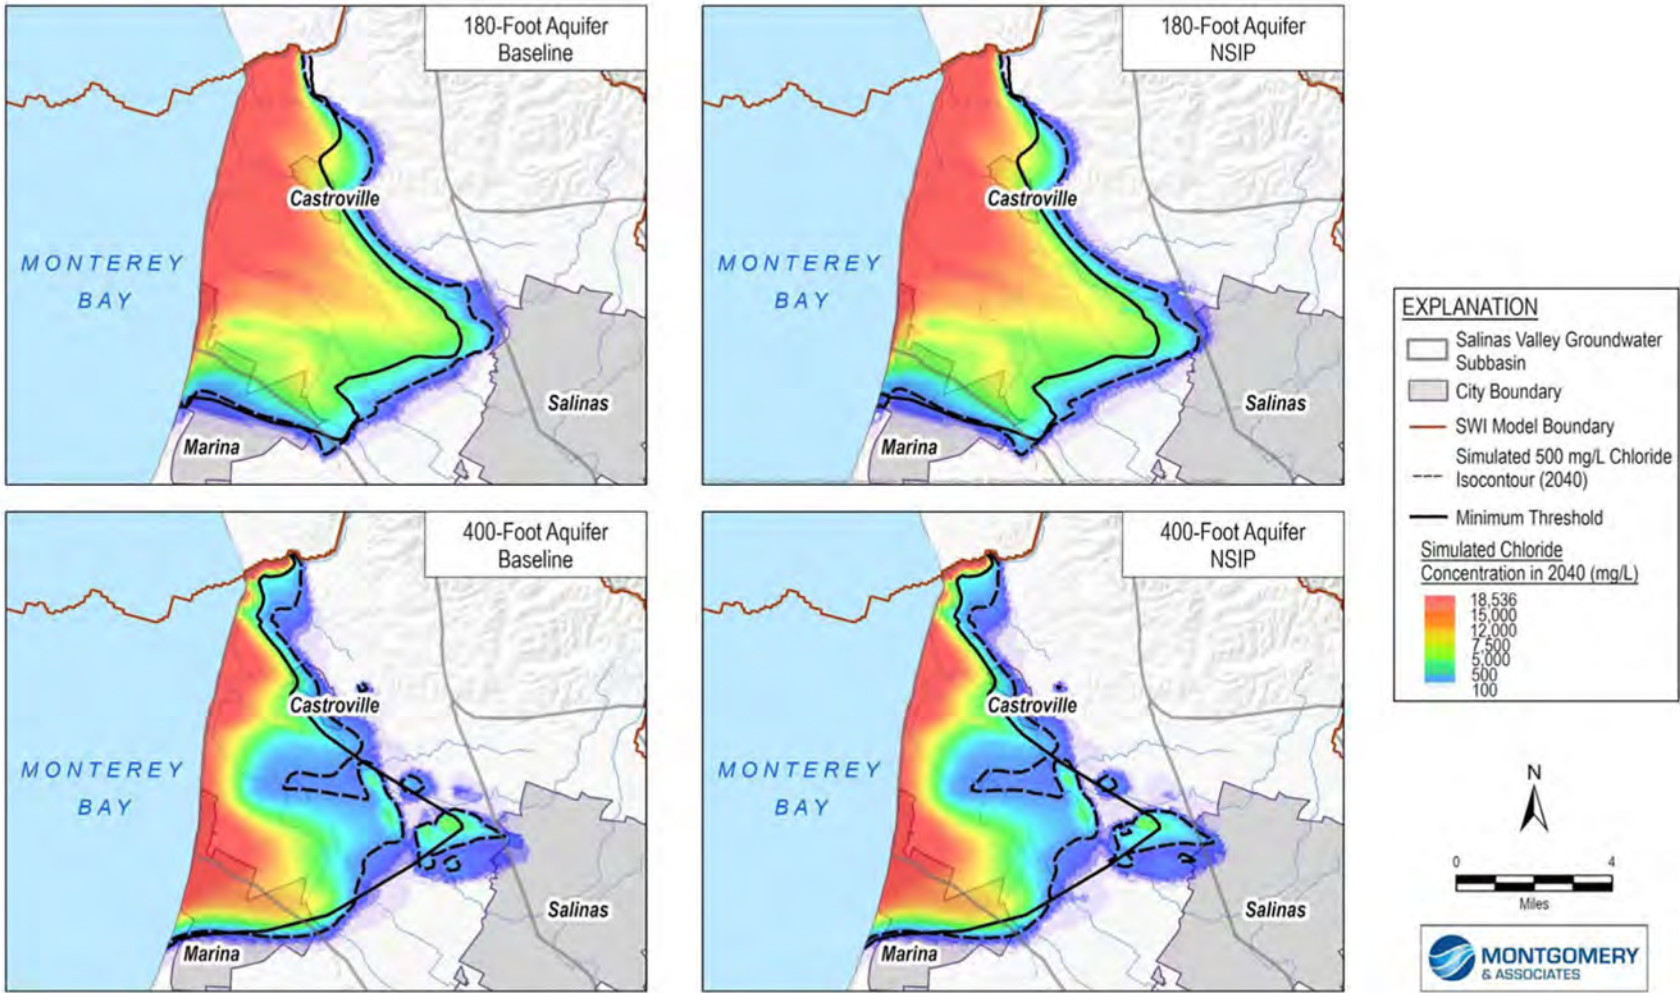 180-Foot Aquifer
Baseline
Castroville
MONTEREY
BAY
Salinas
Marina
180-Foot Aquifer
NSIP
Castroville
MONTEREY
BAY
Salinas
Marina
400-Foot Aquifer
Baseline
Castroville
MONTEREY
BAY
Salinas
Marina
400-Foot Aquifer
NSIP
Castroville
MONTEREY
BAY
Salinas
Marina
EXPLANATION
Salinas Valley Groundwater
Subbasin
City Boundary
SWI Model Boundary
Simulated 500 mg/L Chloride
Isocontour (2040)
Minimum Threshold
Simulated Chloride
Concentration in 2040 (mg/L)
18,536
15,000
12,000
7,500
5,000
500
100
N
0 4
Miles
MONTGOMERY
& ASSOCIATES